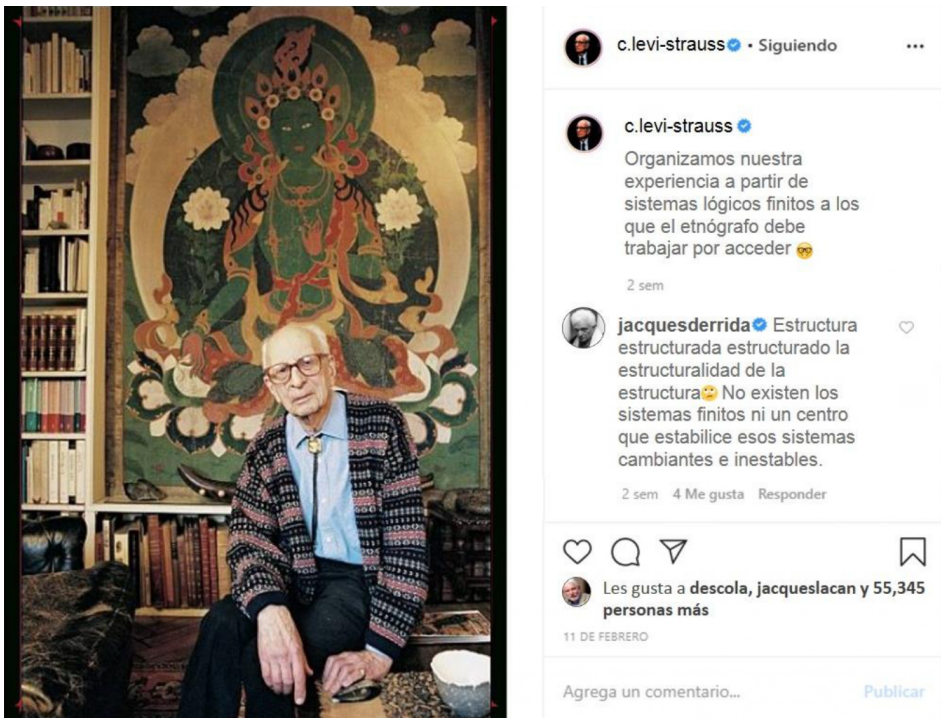 c.levi-strauss • Siguiendo
c.levi-strauss
Organizamos nuestra
experiencia a partir de
sistemas lógicos finitos a los
que el etnógrafo debe
trabajar por acceder 🤓
2 sem
jacquesderrida Estructura
estructurada estructurado la
estructuralidad de la
estructura🙄 No existen los
sistemas finitos ni un centro
que estabilice esos sistemas
cambiantes e inestables.
2 sem 4 Me gusta Responder
Les gusta a descola, jacqueslacan y 55,345
personas más
11 DE FEBRERO
Agrega un comentario... Publicar